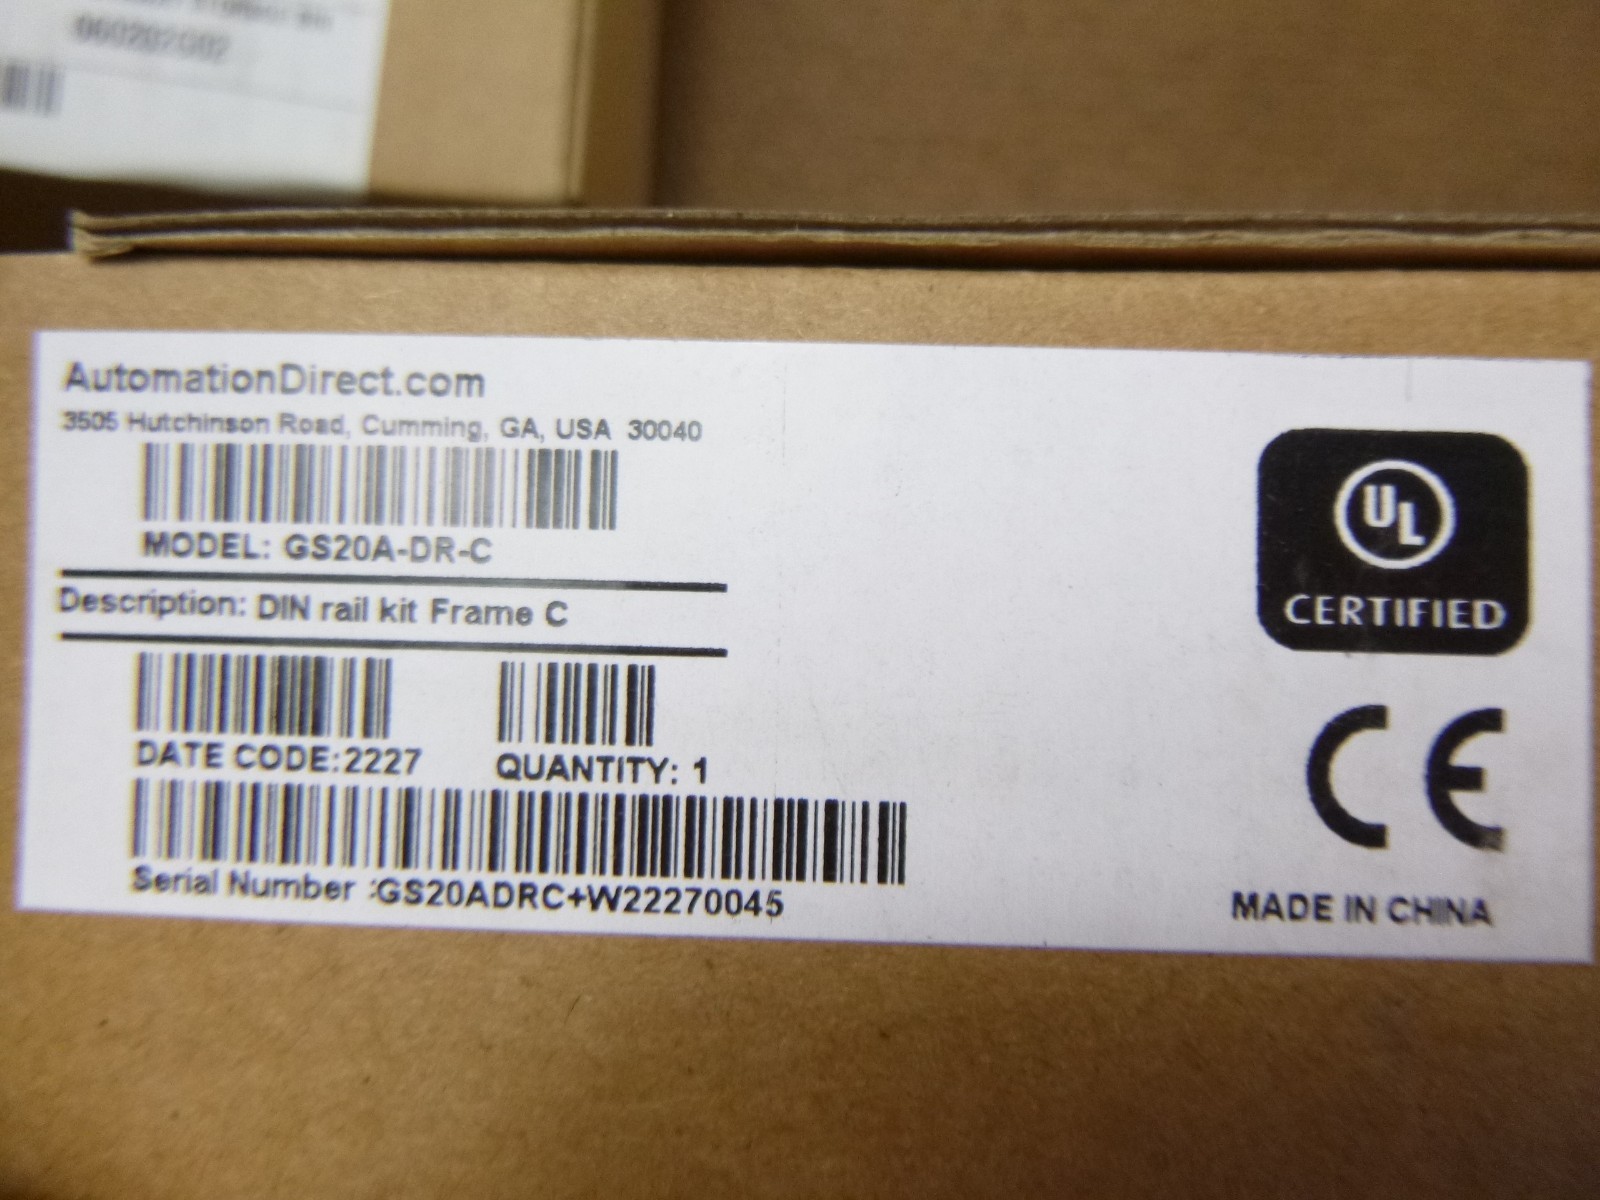 060202G02
AutomationDirect.com
3505 Hutchinson Road, Cumming, GA, USA 30040
MODEL: GS20A-DR-C
Description: DIN rail kit Frame C
DATE CODE:2227
QUANTITY: 1
Serial Number :GS20ADRC+W22270045
UL
CERTIFIED
CE
MADE IN CHINA